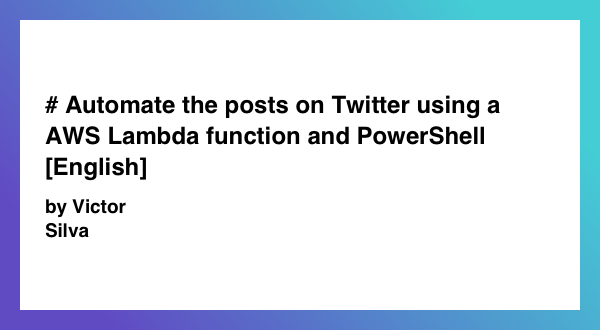 # Automate the posts on Twitter using a
AWS Lambda function and PowerShell
[English]
by Victor
Silva